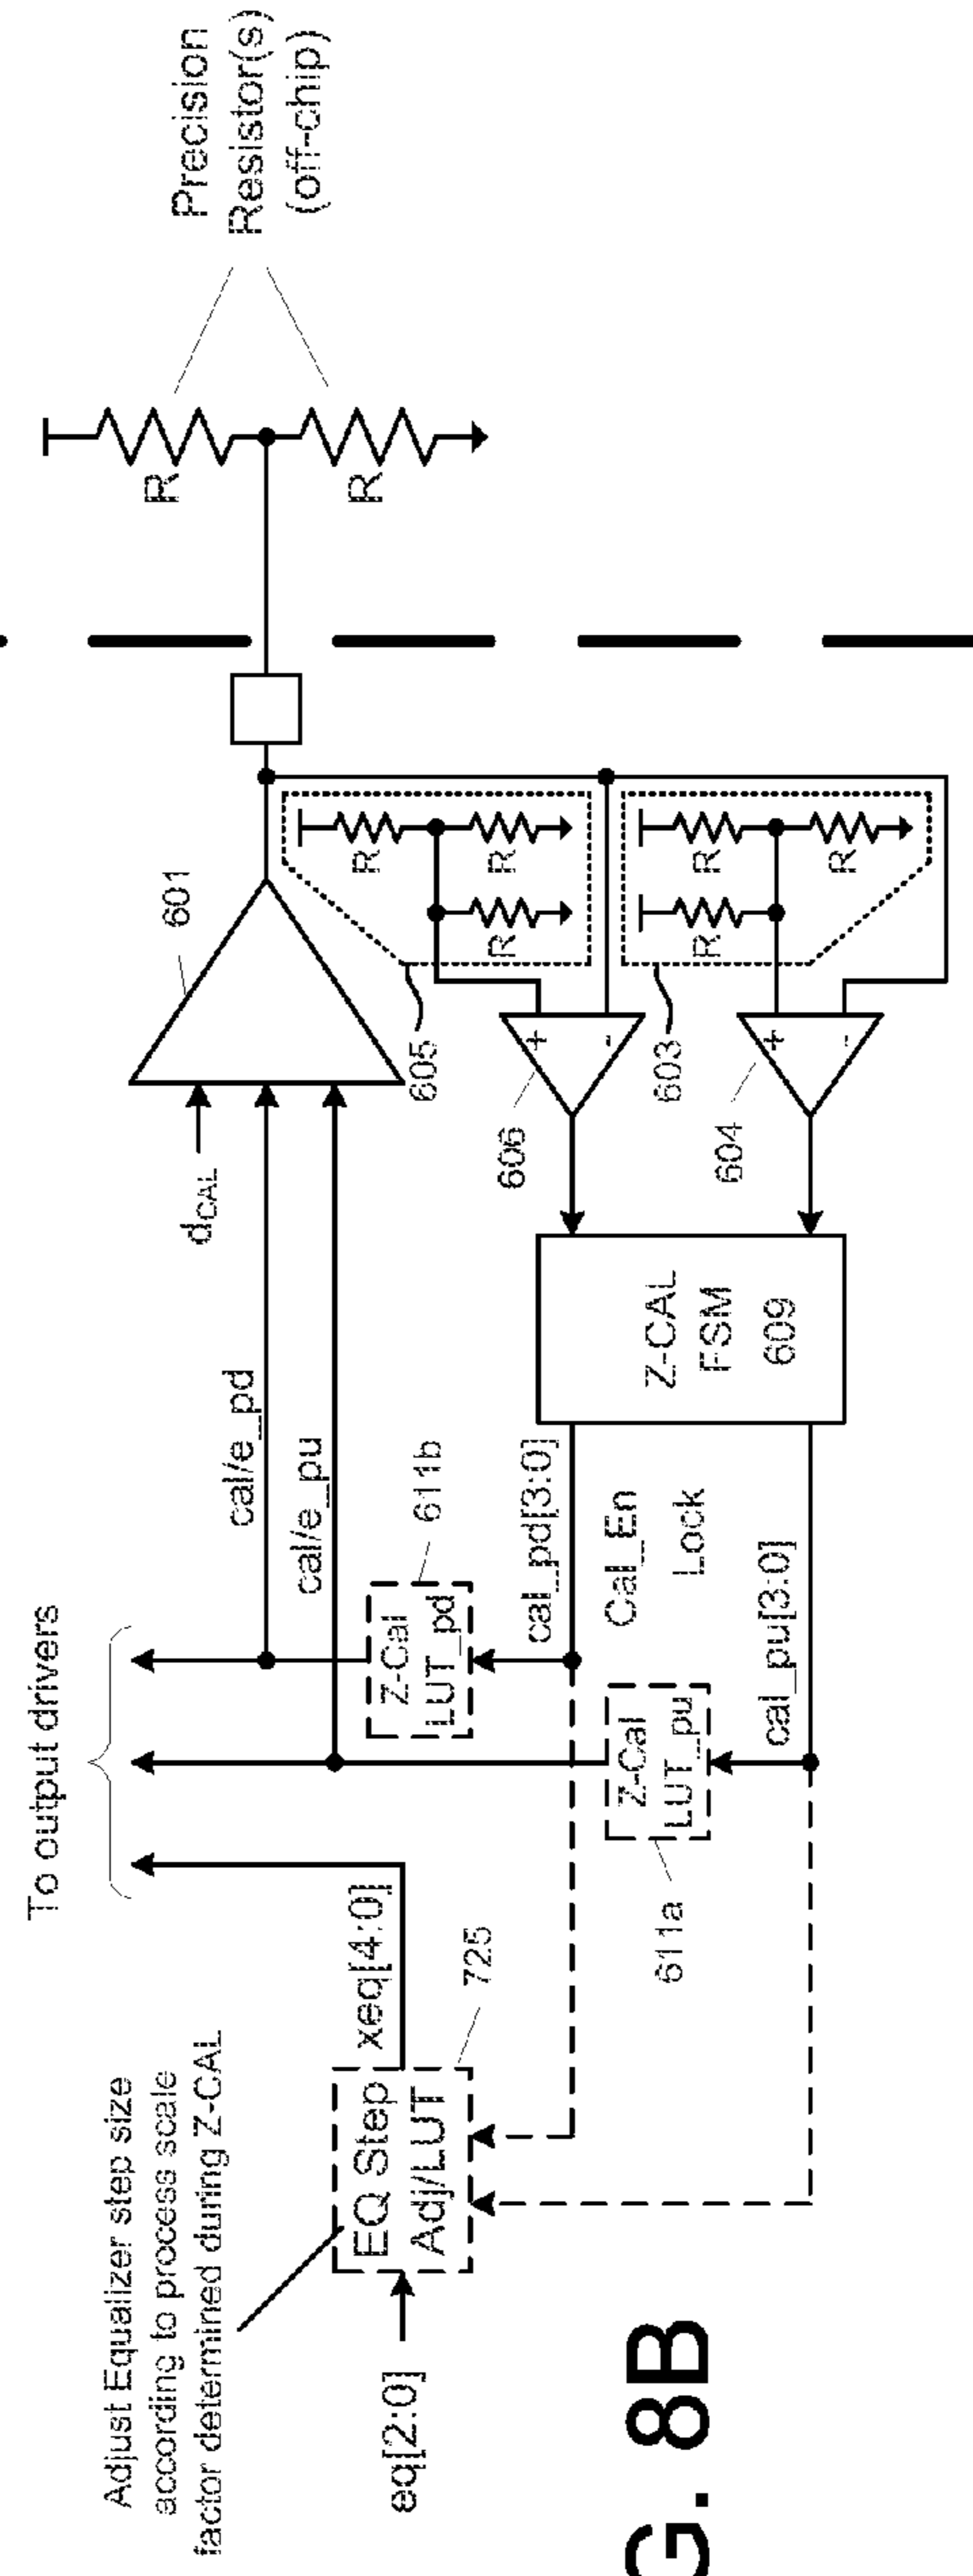 Adjust Equalizer step size
according to process scale
factor determined during Z-CAL
To output drivers
eq[2:0]
EQ Step
Adj/LUT
xeq[4:0]
725
cal/e_pd
cal/e_pu
dCAL
601
Precision
Resistor(s)
(off-chip)
R
R
Z-Cal
LUT_pd
611b
Z-Cal
LUT_pu
611a
cal_pd[3:0]
Cal_En
Lock
cal_pu[3:0]
Z-CAL
FSM
609
605
606
+
-
R
R
R
603
604
+
-
R
R
R
G. 8B